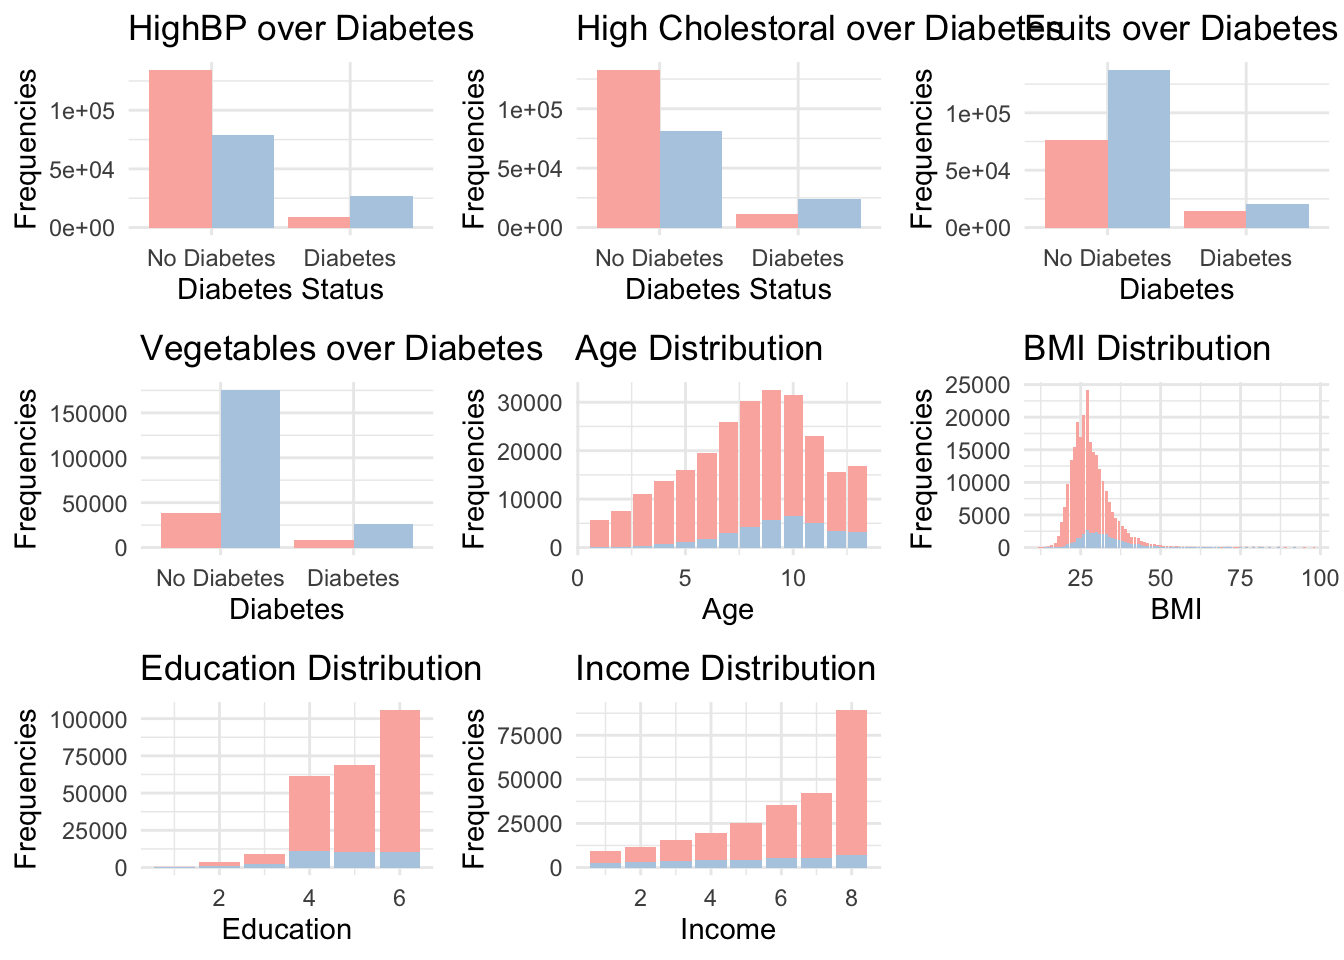 HighBP over Diabetes
Frequencies
1e+05
5e+04
0e+00
No Diabetes Diabetes
Diabetes Status
High Cholestoral over Diabetes
Frequencies
1e+05
5e+04
0e+00
No Diabetes Diabetes
Diabetes Status
Fruits over Diabetes
Frequencies
1e+05
5e+04
0e+00
No Diabetes Diabetes
Diabetes
Vegetables over Diabetes
Frequencies
150000
100000
50000
0
No Diabetes Diabetes
Diabetes
Age Distribution
Frequencies
30000
20000
10000
0
0 5 10
Age
BMI Distribution
Frequencies
25000
20000
15000
10000
5000
0
25 50 75 100
BMI
Education Distribution
Frequencies
100000
75000
50000
25000
0
2 4 6
Education
Income Distribution
Frequencies
75000
50000
25000
0
2 4 6 8
Income